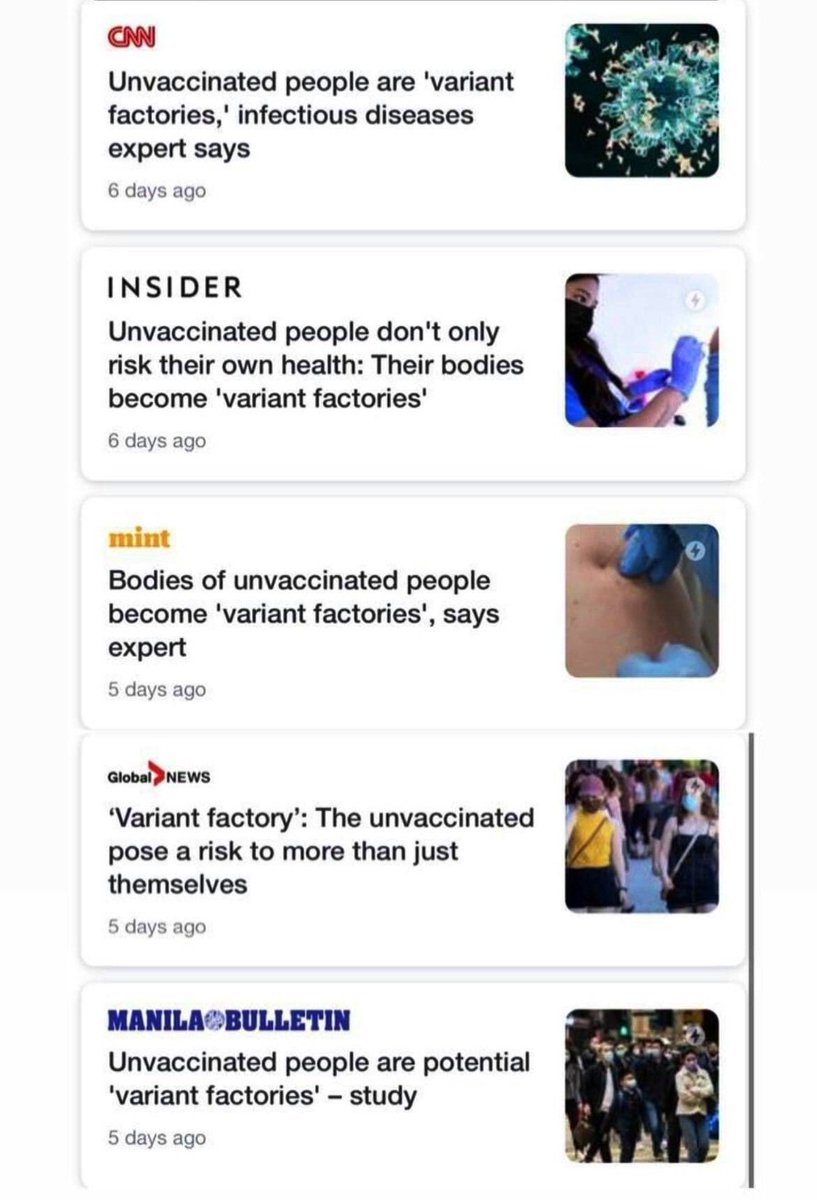 CNN
Unvaccinated people are 'variant
factories,' infectious diseases
expert says
6 days ago
INSIDER
Unvaccinated people don't only
risk their own health: Their bodies
become 'variant factories'
6 days ago
mint
Bodies of unvaccinated people
become 'variant factories', says
expert
5 days ago
Global NEWS
‘Variant factory’: The unvaccinated
pose a risk to more than just
themselves
5 days ago
MANILA BULLETIN
Unvaccinated people are potential
'variant factories' – study
5 days ago